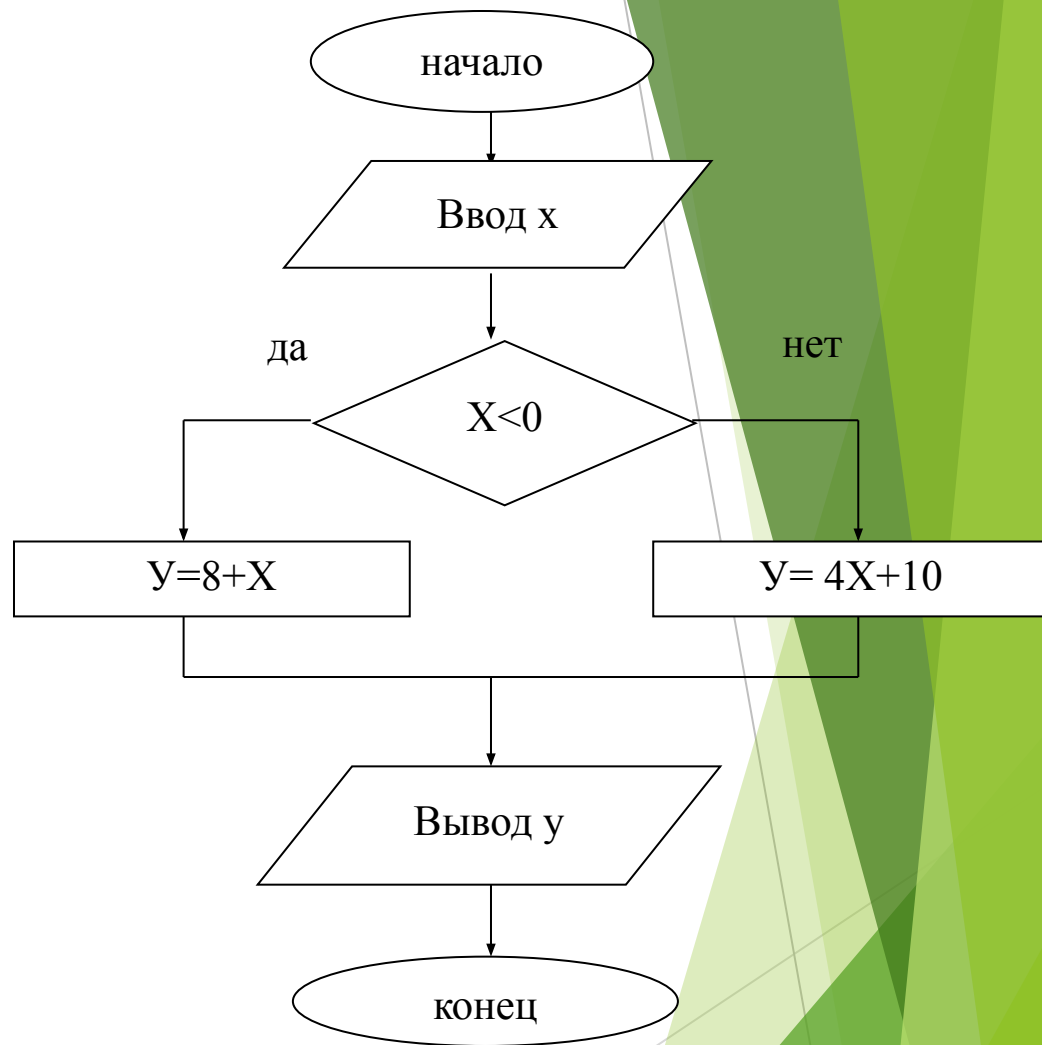 начало
Ввод х
да
нет
X<0
У=8+X
У= 4X+10
Вывод у
конец